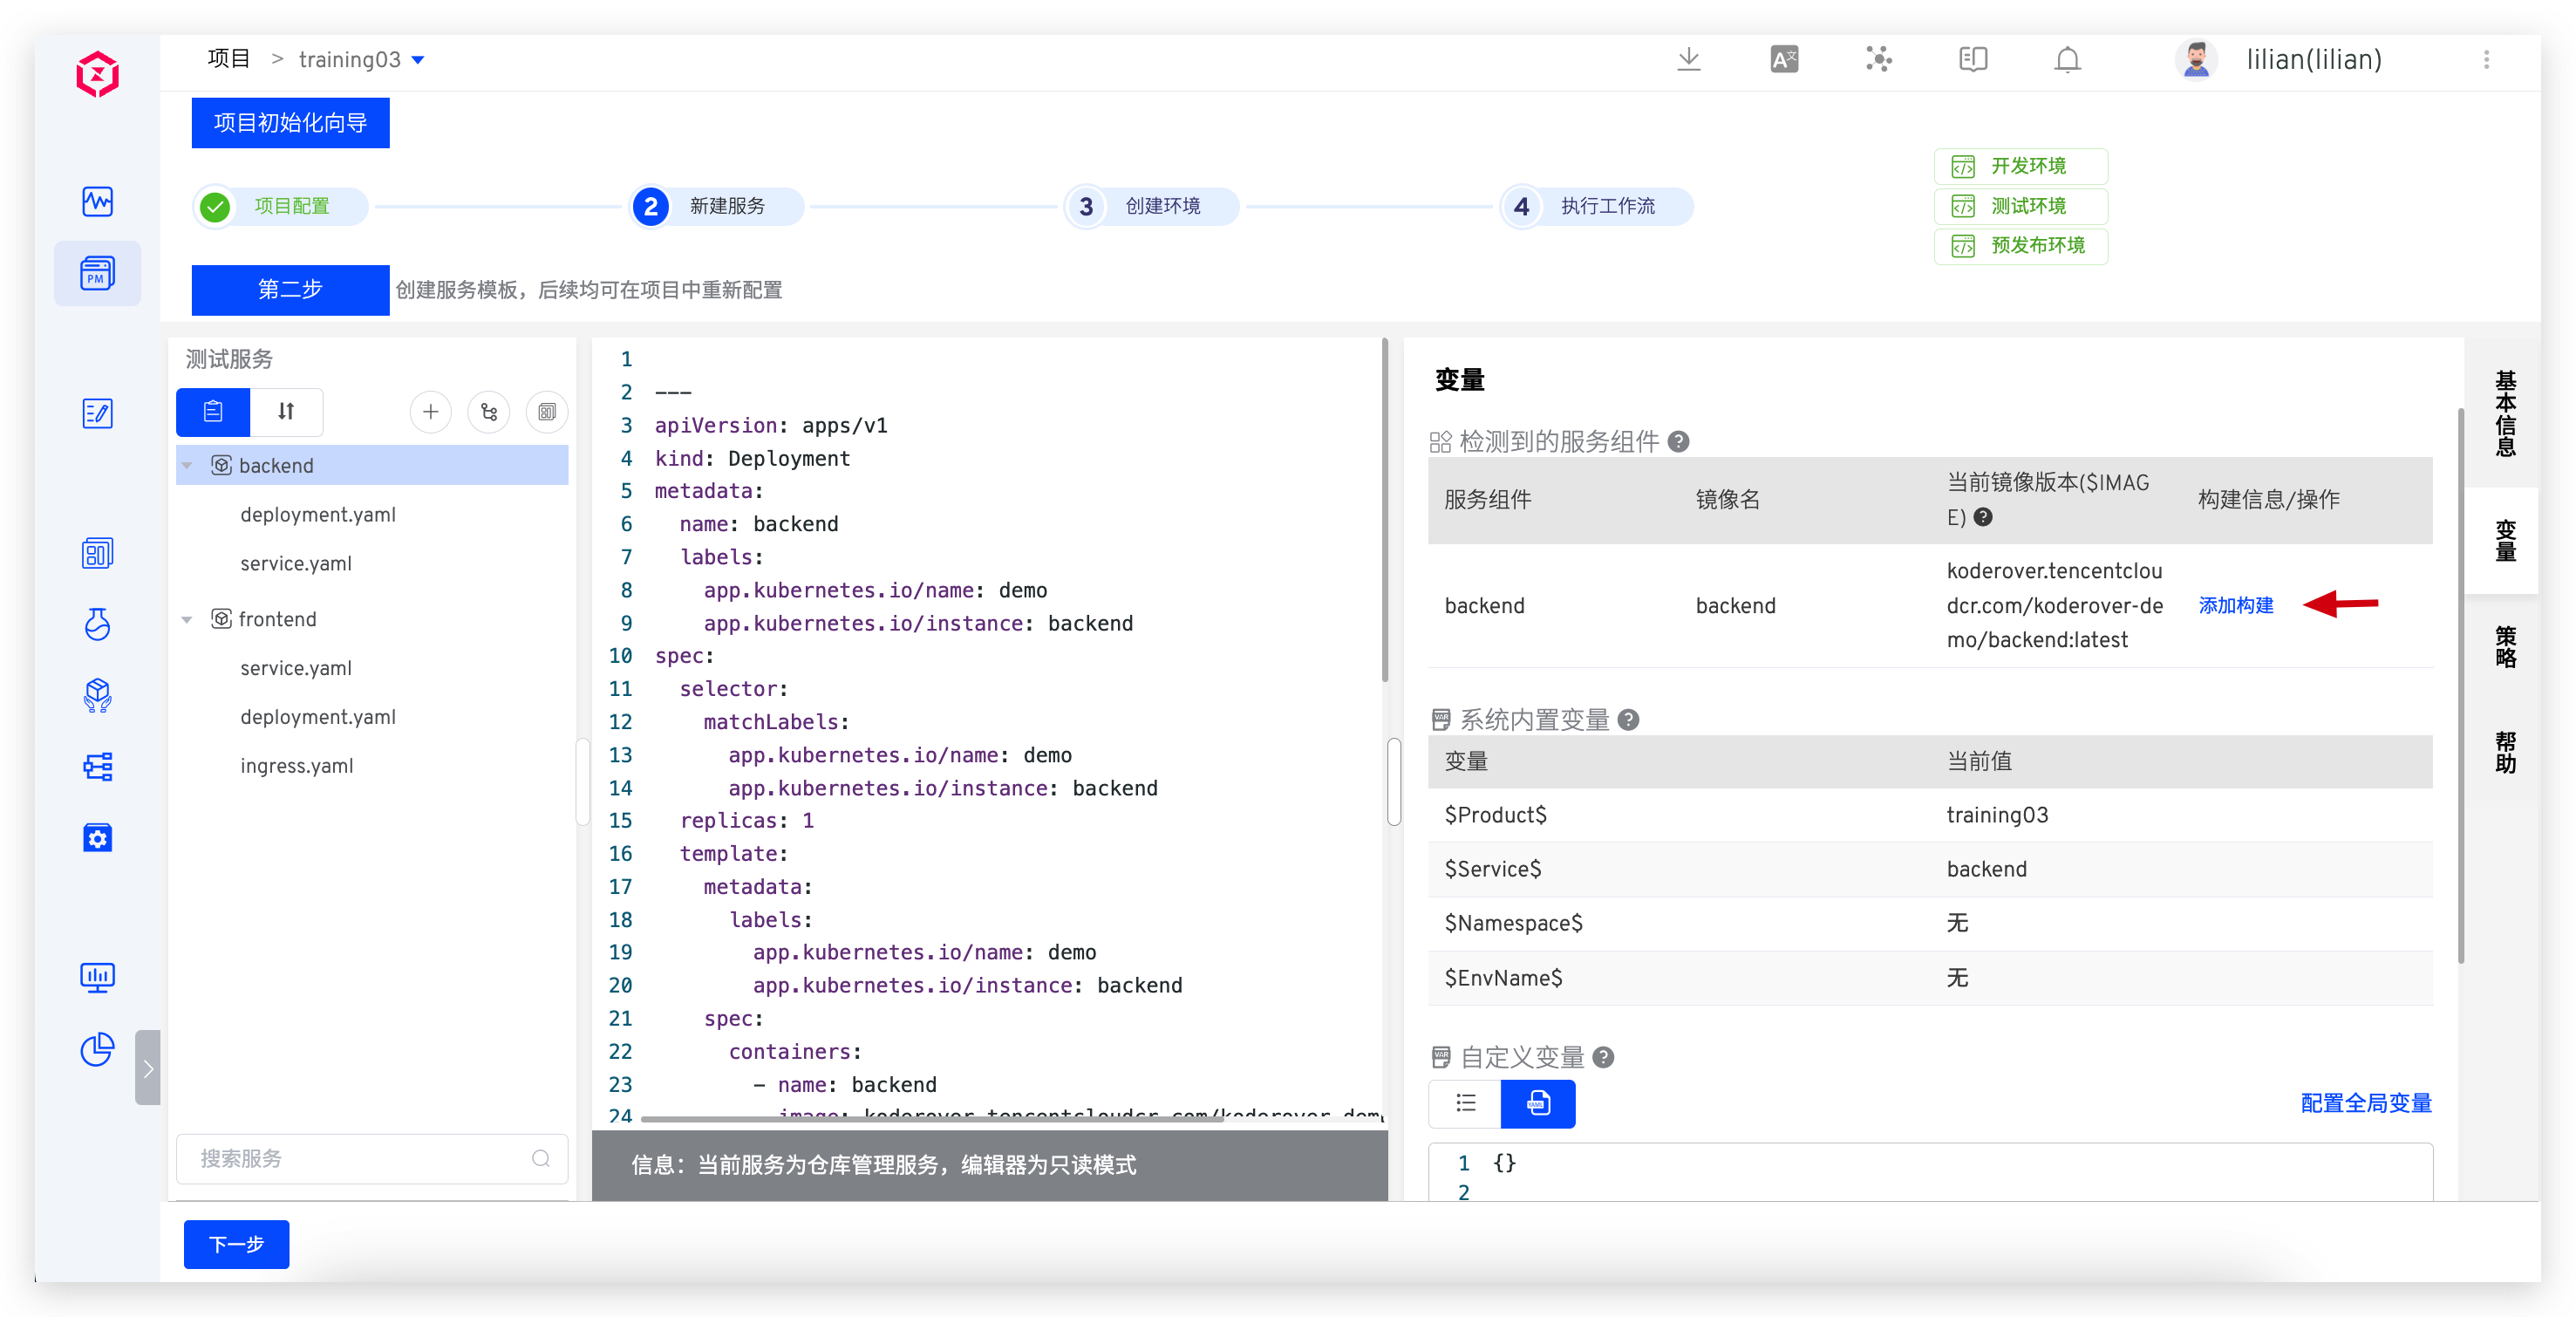 项目 > training03
lilian(lilian)
项目初始化向导
项目配置
2 新建服务
3 创建环境
4 执行工作流
开发环境
测试环境
预发布环境
第二步 创建服务模板，后续均可在项目中重新配置
PM
测试服务
backend
deployment.yaml
service.yaml
frontend
service.yaml
deployment.yaml
ingress.yaml
搜索服务
1
2 ---
3 apiVersion: apps/v1
4 kind: Deployment
5 metadata:
6   name: backend
7   labels:
8     app.kubernetes.io/name: demo
9     app.kubernetes.io/instance: backend
10 spec:
11   selector:
12     matchLabels:
13       app.kubernetes.io/name: demo
14       app.kubernetes.io/instance: backend
15   replicas: 1
16   template:
17     metadata:
18       labels:
19         app.kubernetes.io/name: demo
20         app.kubernetes.io/instance: backend
21     spec:
22       containers:
23         - name: backend
24           image: koderover.tencentcloudcr.com/koderover-demo
信息：当前服务为仓库管理服务，编辑器为只读模式
变量
检测到的服务组件
服务组件 镜像名 当前镜像版本($IMAG
E) 构建信息/操作
backend backend koderover.tencentclou
dcr.com/koderover-de
mo/backend:latest 添加构建
系统内置变量
变量 当前值
$Product$ training03
$Service$ backend
$Namespace$ 无
$EnvName$ 无
自定义变量
配置全局变量
1 {}
2
基本信息
变量
策略
帮助
下一步